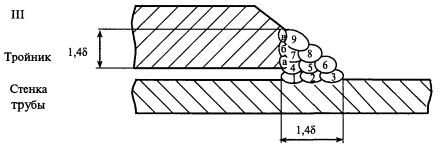 III
Тройник
1,4δ
Стенка
трубы
в 9
б 7 8
а 4 5 6
1 2 3
1,4δ